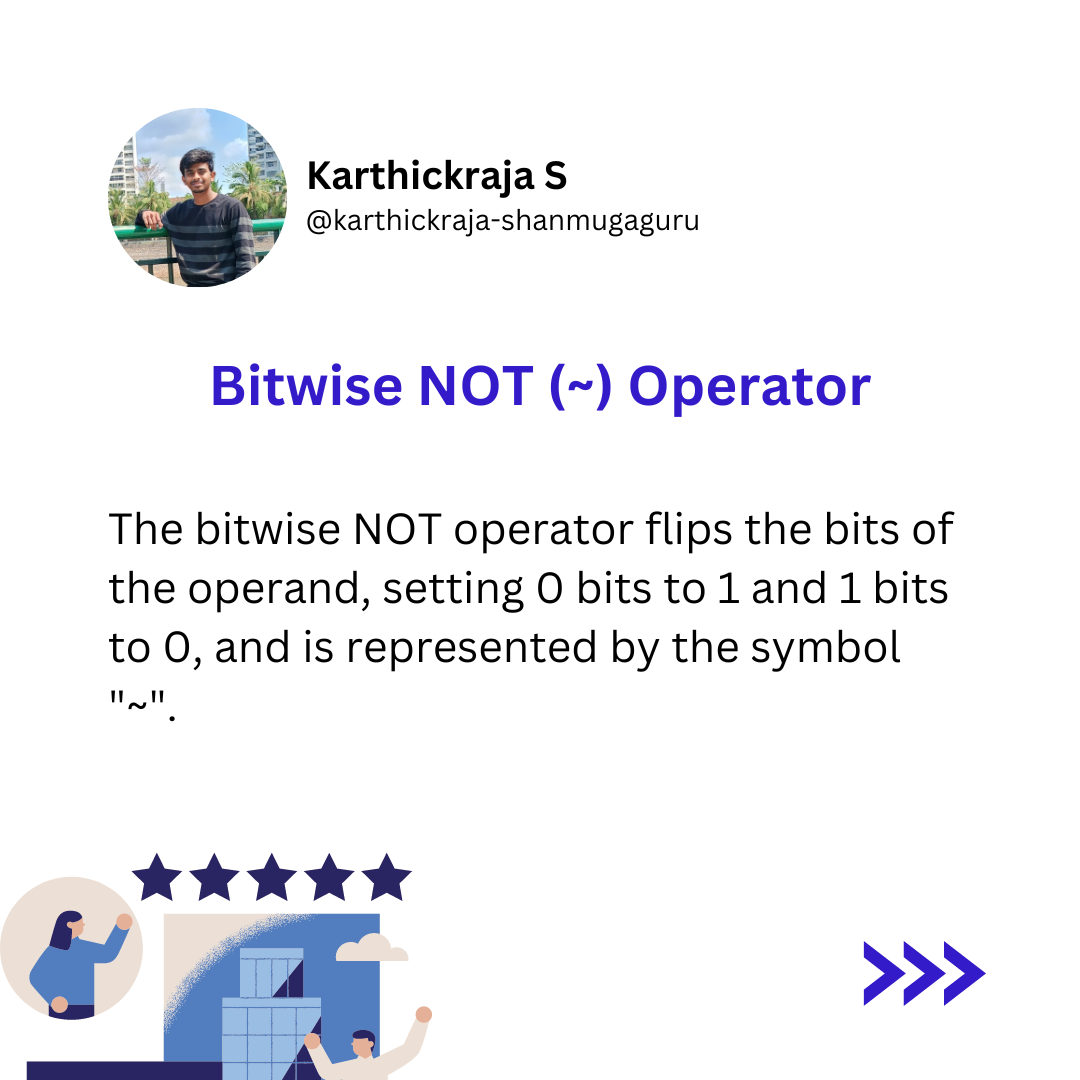 Karthickraja S
@karthickraja-shanmugaguru
Bitwise NOT (~) Operator
The bitwise NOT operator flips the bits of
the operand, setting 0 bits to 1 and 1 bits
to 0, and is represented by the symbol
"~".